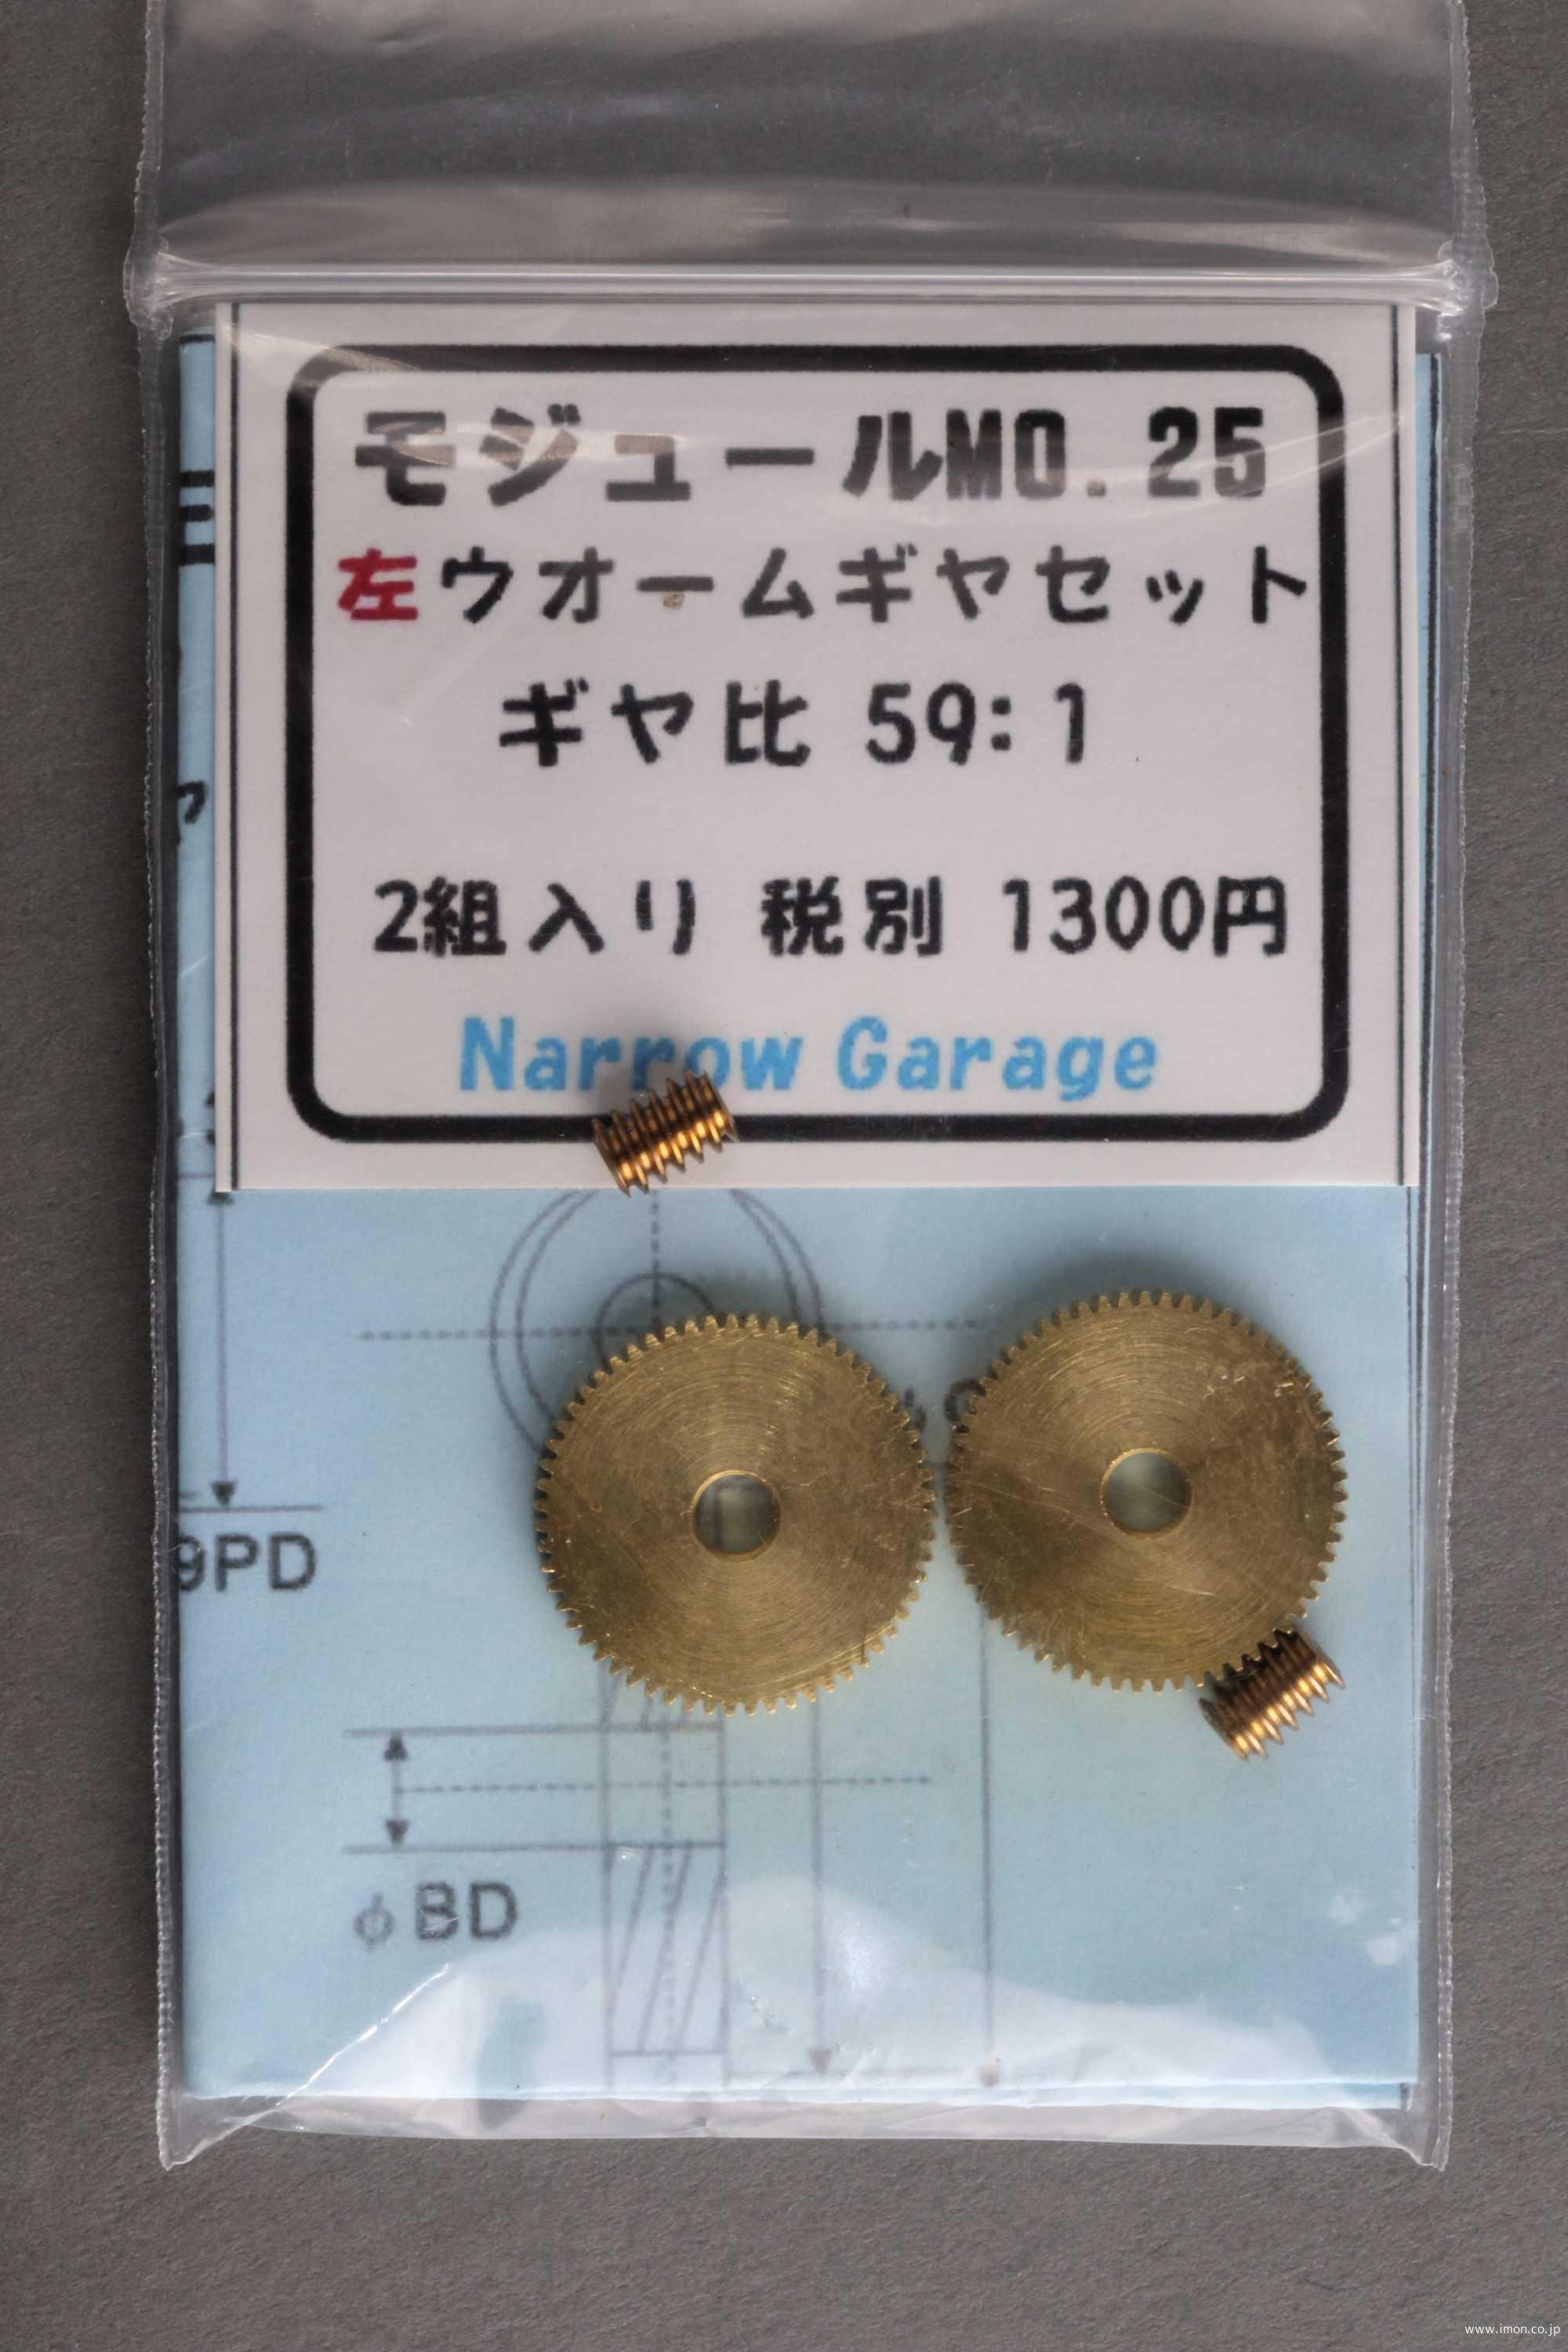 モジュールM0.25
左ウオームギヤセット
ギヤ比 59:1
2組入り 税別 1300円
Narrow Garage
9PD
φBD
www.imon.co.jp